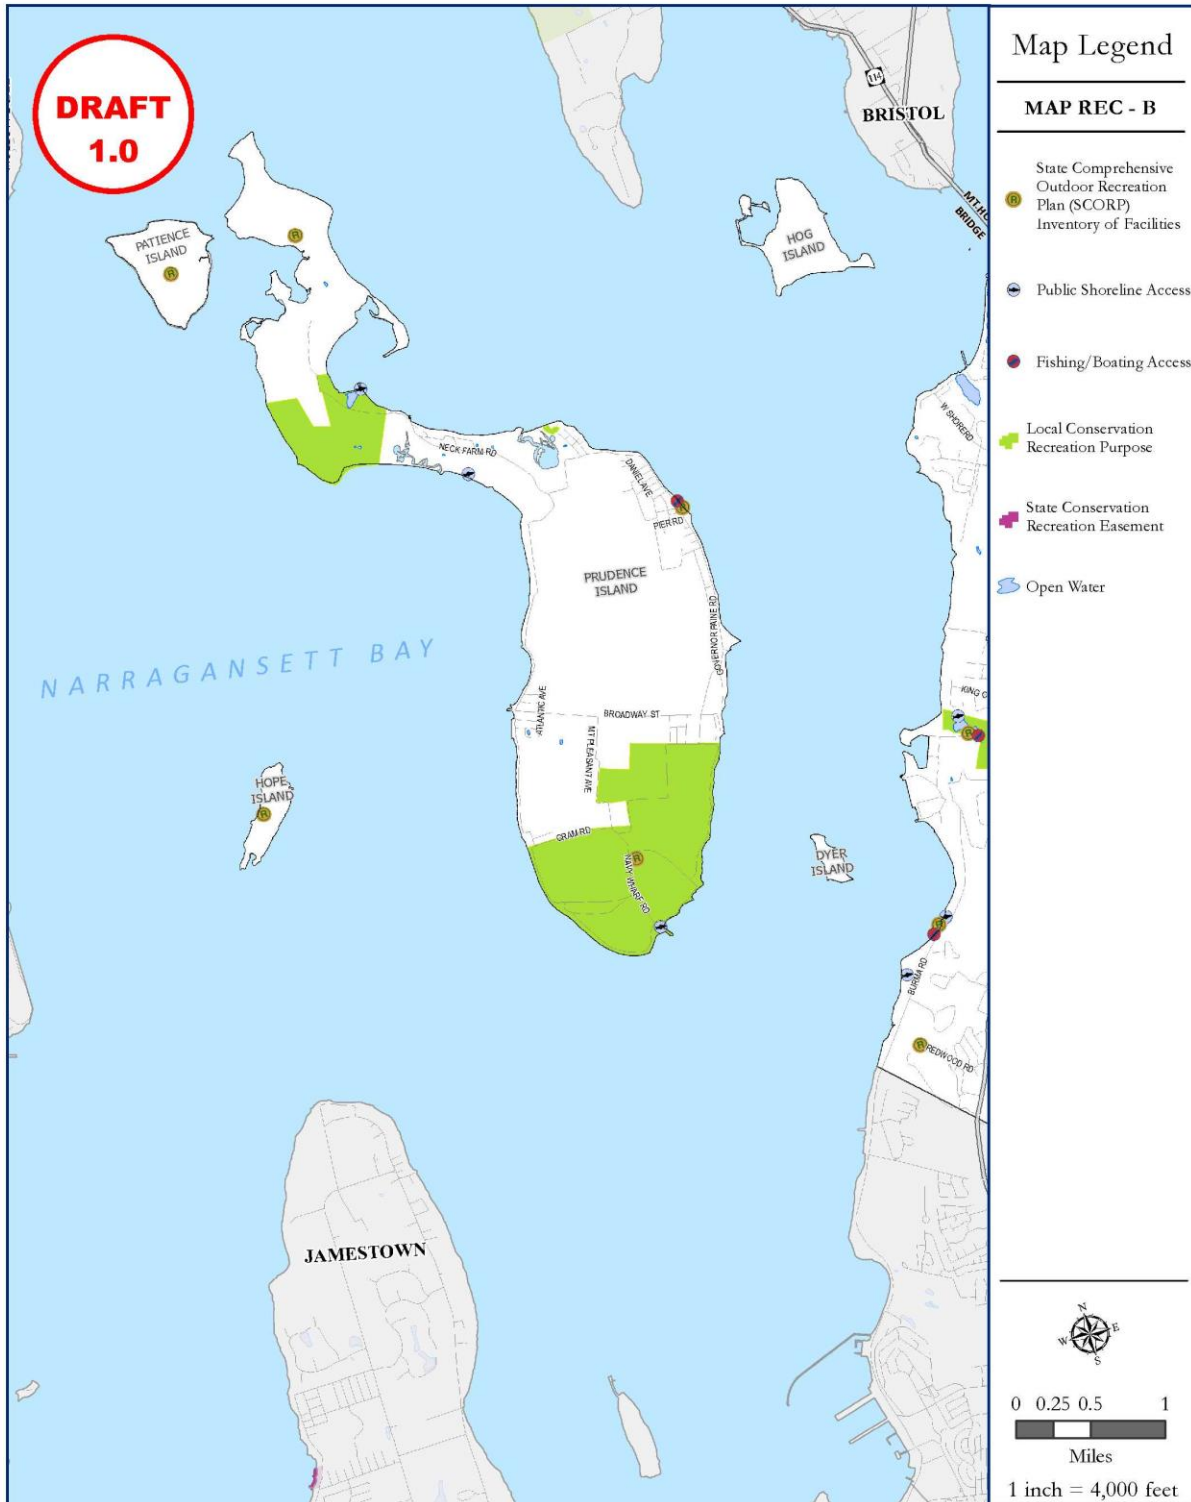 DRAFT
1.0
114
BRISTOL
MT.HO
BRIDGE
HOG
ISLAND
PATIENCE
ISLAND
R
R
W SHORE RD
NECK FARM RD
DANIEL AVE
R
PIER RD
PRUDENCE
ISLAND
GOVERNOR PAINE RD
NARRAGANSETT BAY
KING
ATLANTIC AVE
BROADWAY ST
MT PLEASANT AVE
R
HOPE
ISLAND
R
CRAM RD
DYER
ISLAND
R
NAVY WHARF RD
R
BURMA RD
R
REDWOOD RD
JAMESTOWN
Map Legend
MAP REC - B
R
State Comprehensive
Outdoor Recreation
Plan (SCORP)
Inventory of Facilities
Public Shoreline Access
Fishing/Boating Access
Local Conservation
Recreation Purpose
State Conservation
Recreation Easement
Open Water
N
W E
S
0 0.25 0.5 1
Miles
1 inch = 4,000 feet